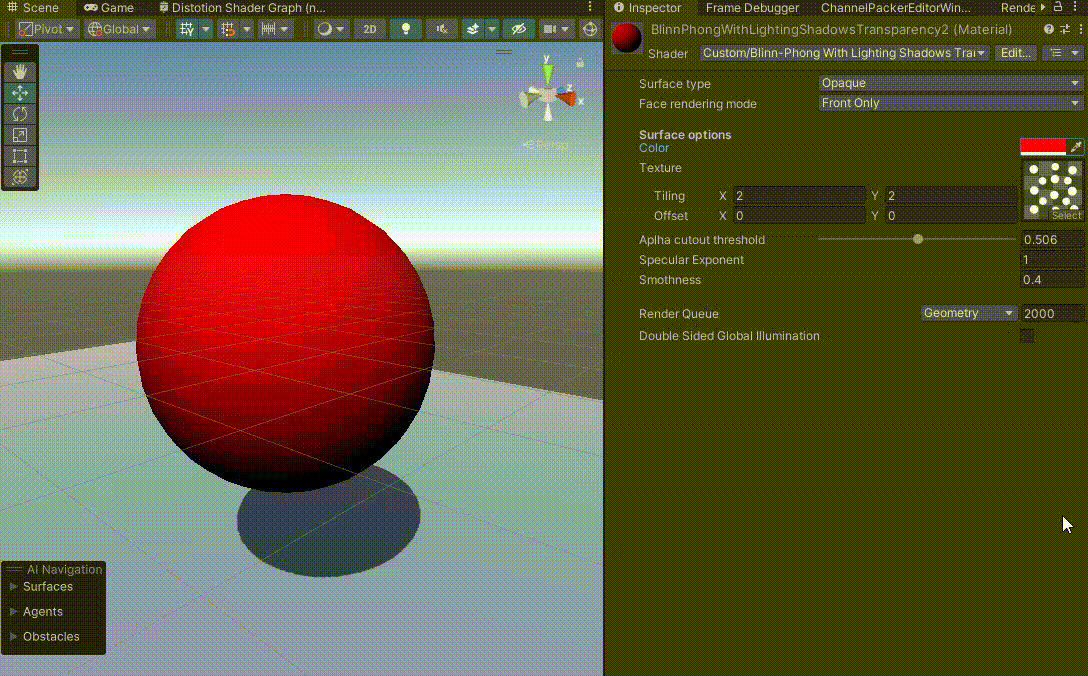 Scene Game Distotion Shader Graph (n...
Pivot Global 2D
y
z
x
Persp
AI Navigation
Surfaces
Agents
Obstacles
Inspector Frame Debugger ChannelPackerEditorWin... Rende
BlinnPhongWithLightingShadowsTransparency2 (Material)
Shader Custom/Blinn-Phong With Lighting Shadows Trai Edit...
Surface type Opaque
Face rendering mode Front Only
Surface options
Color
Texture
Tiling X 2 Y 2
Offset X 0 Y 0
Select
Aplha cutout threshold 0.506
Specular Exponent 1
Smothness 0.4
Render Queue Geometry 2000
Double Sided Global Illumination